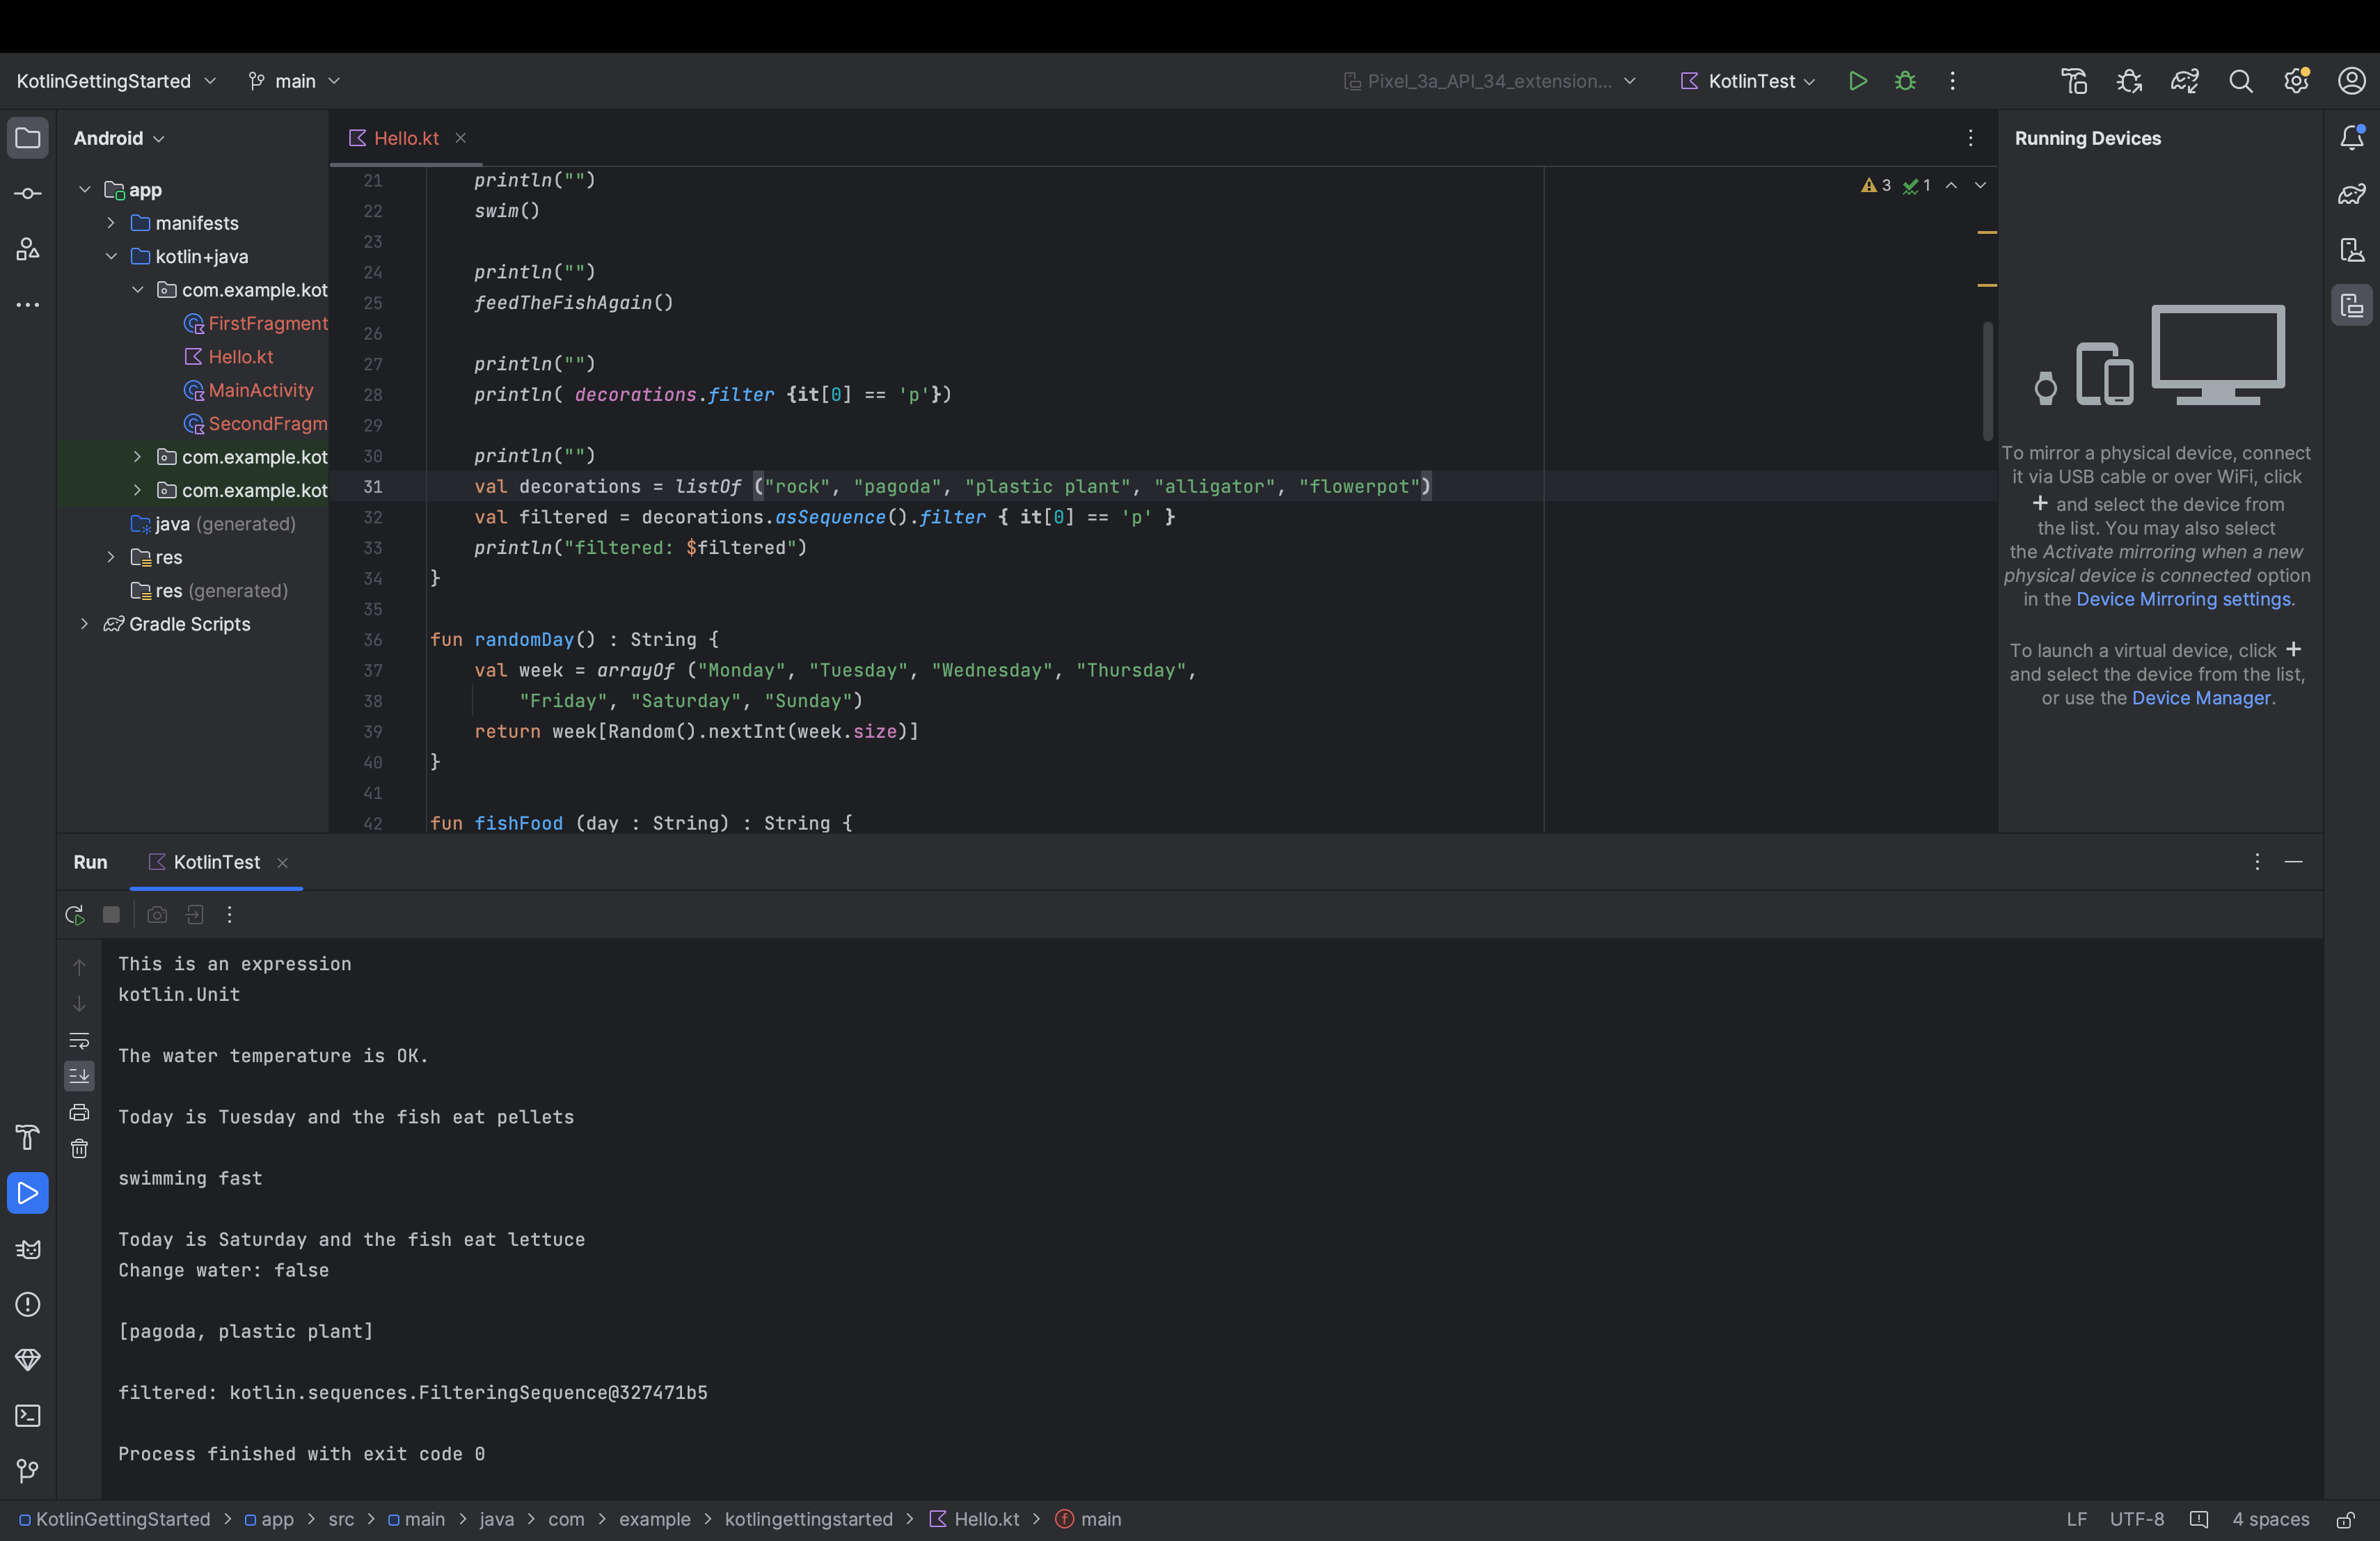 KotlinGettingStarted main Pixel_3a_API_34_extension... KotlinTest
Android
Hello.kt
Running Devices
app
manifests
kotlin+java
com.example.kot
FirstFragment
Hello.kt
MainActivity
SecondFragm
com.example.kot
com.example.kot
java (generated)
res
res (generated)
Gradle Scripts
3 1
21 println("")
22 swim()
23
24 println("")
25 feedTheFishAgain()
26
27 println("")
28 println( decorations.filter {it[0] == 'p'})
29
30 println("")
31 val decorations = listOf ("rock", "pagoda", "plastic plant", "alligator", "flowerpot")
32 val filtered = decorations.asSequence().filter { it[0] == 'p' }
33 println("filtered: $filtered")
34 }
35
36 fun randomDay() : String {
37 val week = arrayOf ("Monday", "Tuesday", "Wednesday", "Thursday",
38 "Friday", "Saturday", "Sunday")
39 return week[Random().nextInt(week.size)]
40 }
41
42 fun fishFood (day : String) : String {
To mirror a physical device, connect
it via USB cable or over WiFi, click
+ and select the device from
the list. You may also select
the Activate mirroring when a new
physical device is connected option
in the Device Mirroring settings.
To launch a virtual device, click +
and select the device from the list,
or use the Device Manager.
Run KotlinTest
This is an expression
kotlin.Unit
The water temperature is OK.
Today is Tuesday and the fish eat pellets
swimming fast
Today is Saturday and the fish eat lettuce
Change water: false
[pagoda, plastic plant]
filtered: kotlin.sequences.FilteringSequence@327471b5
Process finished with exit code 0
KotlinGettingStarted > app > src > main > java > com > example > kotlingettingstarted > Hello.kt > main
LF UTF-8 4 spaces